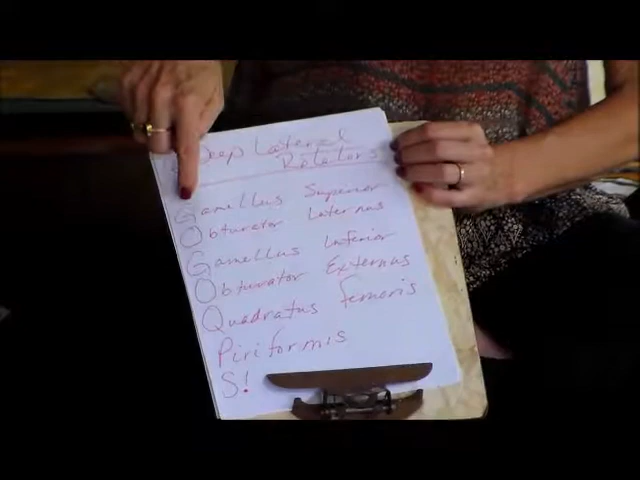 Deep Lateral
Rotators
Gamellus Superior
Obturator Internus
Gamellus Inferior
Obturator Externus
Quadratus femoris
Piriformis
S!